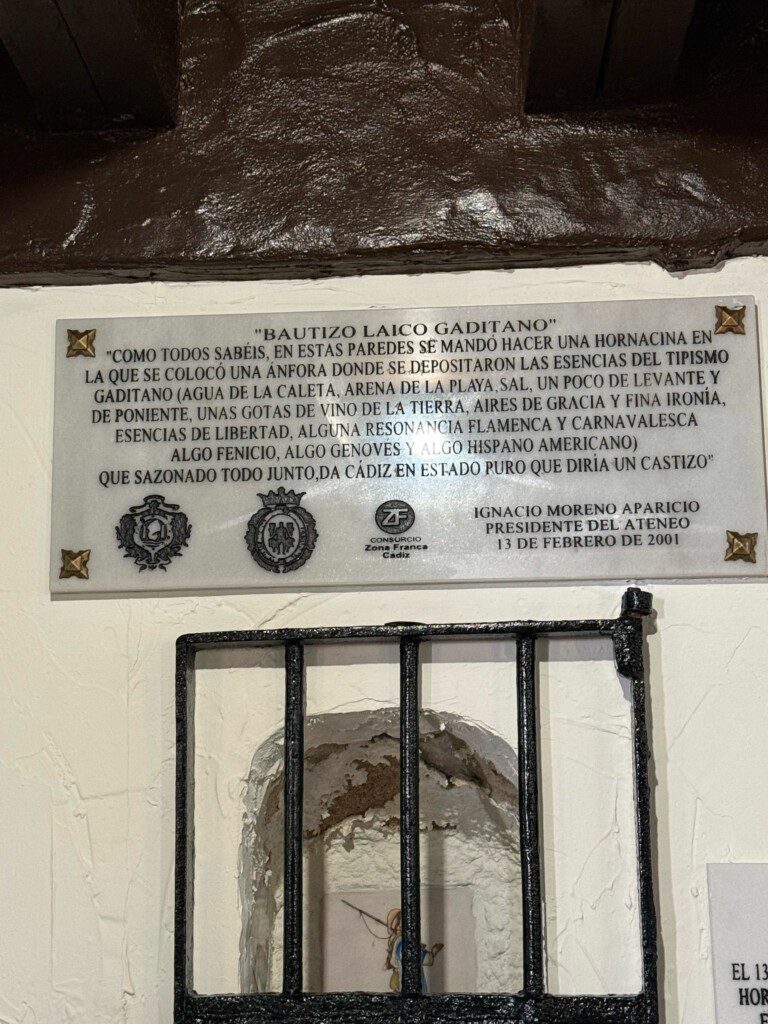 "BAUTIZO LAICO GADITANO"
"COMO TODOS SABÉIS, EN ESTAS PAREDES SE MANDÓ HACER UNA HORNACINA EN
LA QUE SE COLOCÓ UNA ÁNFORA DONDE SE DEPOSITARON LAS ESENCIAS DEL TIPISMO
GADITANO (AGUA DE LA CALETA, ARENA DE LA PLAYA, SAL, UN POCO DE LEVANTE Y
DE PONIENTE, UNAS GOTAS DE VINO DE LA TIERRA, AIRES DE GRACIA Y FINA IRONÍA,
ESENCIAS DE LIBERTAD, ALGUNA RESONANCIA FLAMENCA Y CARNAVALESCA
ALGO FENICIO, ALGO GENOVES Y ALGO HISPANO AMERICANO)
QUE SAZONADO TODO JUNTO,DA CÁDIZ EN ESTADO PURO QUE DIRÍA UN CASTIZO"
ZF
CONSORCIO
Zona Franca
Cádiz
IGNACIO MORENO APARICIO
PRESIDENTE DEL ATENEO
13 DE FEBRERO DE 2001
EL 13
HOR